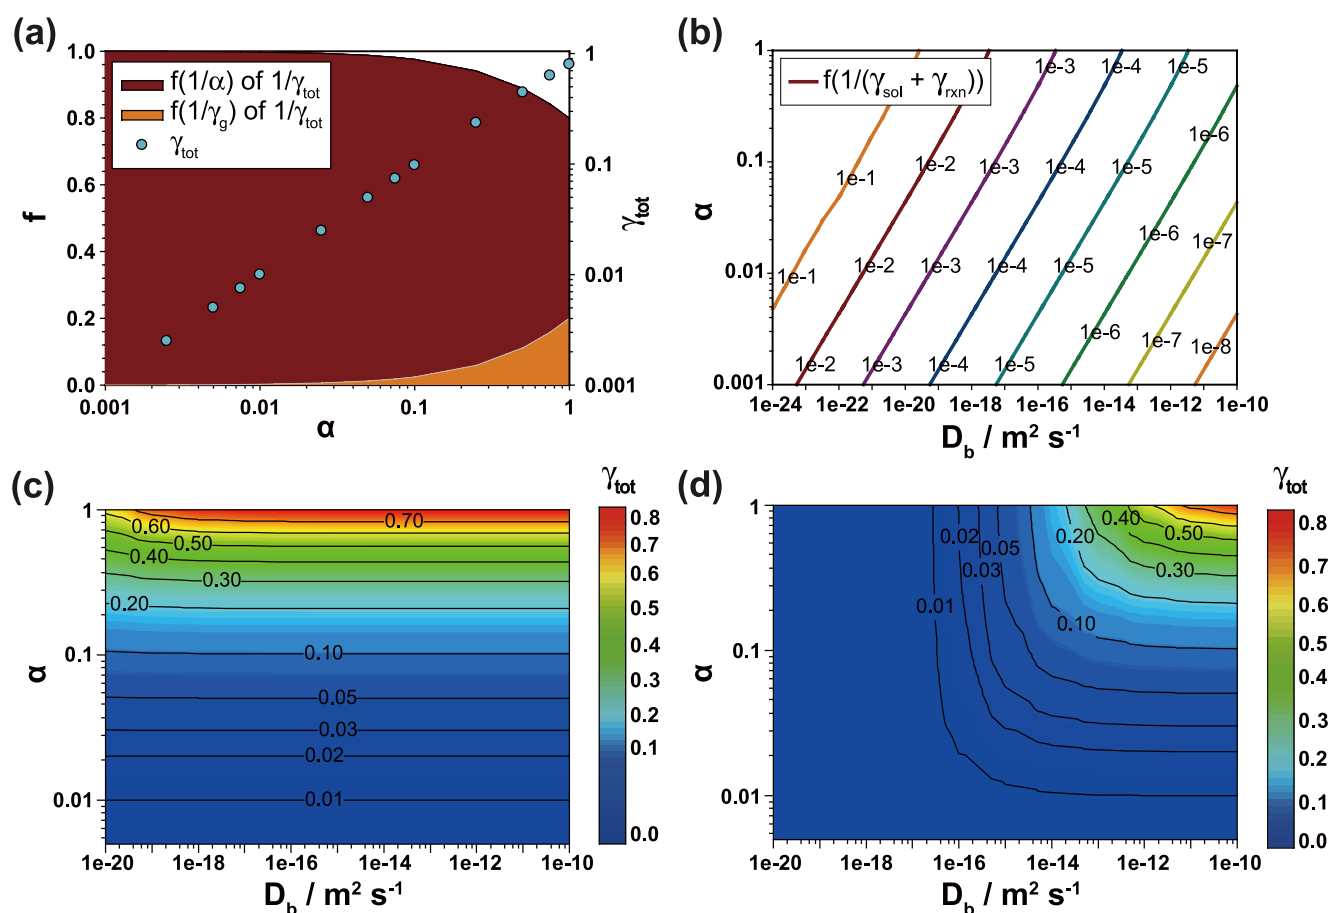 (a)
1.0
0.8
0.6
0.4
0.2
0.0
f
f(1/α) of 1/γtot
f(1/γg) of 1/γtot
γtot
1
0.1
0.01
0.001
γtot
0.001 0.01 0.1 1
α
(b)
1
0.1
0.01
0.001
α
f(1/(γsol + γrxn))
1e-3 1e-4 1e-5
1e-6
1e-1 1e-2 1e-3 1e-4 1e-5
1e-6 1e-7
1e-1 1e-2 1e-3 1e-4 1e-5
1e-6 1e-7 1e-8
1e-2 1e-3 1e-4 1e-5
1e-24 1e-22 1e-20 1e-18 1e-16 1e-14 1e-12 1e-10
Db / m² s⁻¹
(c)
γtot
1
0.1
0.01
α
0.60 0.70
0.50
0.40
0.30
0.20
0.10
0.05
0.03
0.02
0.01
0.8
0.7
0.6
0.5
0.4
0.3
0.2
0.1
0.0
1e-20 1e-18 1e-16 1e-14 1e-12 1e-10
Db / m² s⁻¹
(d)
γtot
1
0.1
0.01
α
0.40
0.50
0.20
0.30
0.02 0.05
0.03
0.01 0.10
0.8
0.7
0.6
0.5
0.4
0.3
0.2
0.1
0.0
1e-20 1e-18 1e-16 1e-14 1e-12 1e-10
Db / m² s⁻¹